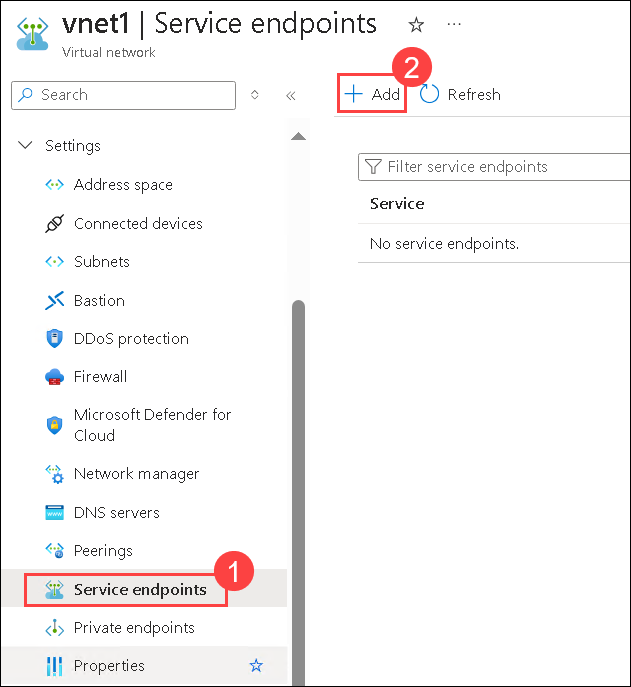 vnet1 | Service endpoints
Virtual network
Search
2
Add
Refresh
Settings
Address space
Connected devices
Subnets
Bastion
DDoS protection
Firewall
Microsoft Defender for
Cloud
Network manager
DNS servers
Peerings
Service endpoints
1
Private endpoints
Properties
Filter service endpoints
Service
No service endpoints.